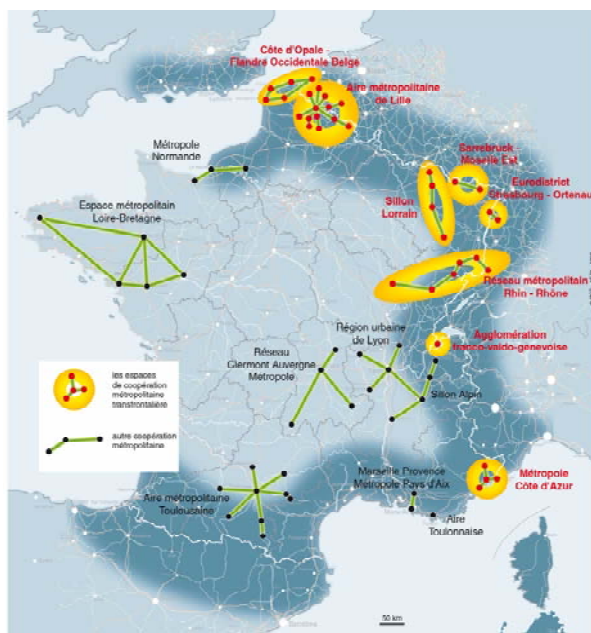 Côte d'Opale -
Flandre Occidentale Belge
Aire métropolitaine
de Lille
Métropole
Normande
Sarrebruck -
Moselle Est
Eurodistrict
Strasbourg - Ortenau
Espace métropolitain
Loire-Bretagne
Sillon
Lorrain
Réseau métropolitain
Rhin - Rhône
Région urbaine
de Lyon
Agglomération
franco-valdo-genevoise
Réseau
Clermont Auvergne
Métropole
Sillon Alpin
les espaces
de coopération
métropolitaine
transfrontalière
autre coopération
métropolitaine
Marseille Provence
Métropole Pays d'Aix
Métropole
Côte d'Azur
Aire métropolitaine
Toulousaine
Aire
Toulonnaise
50 km